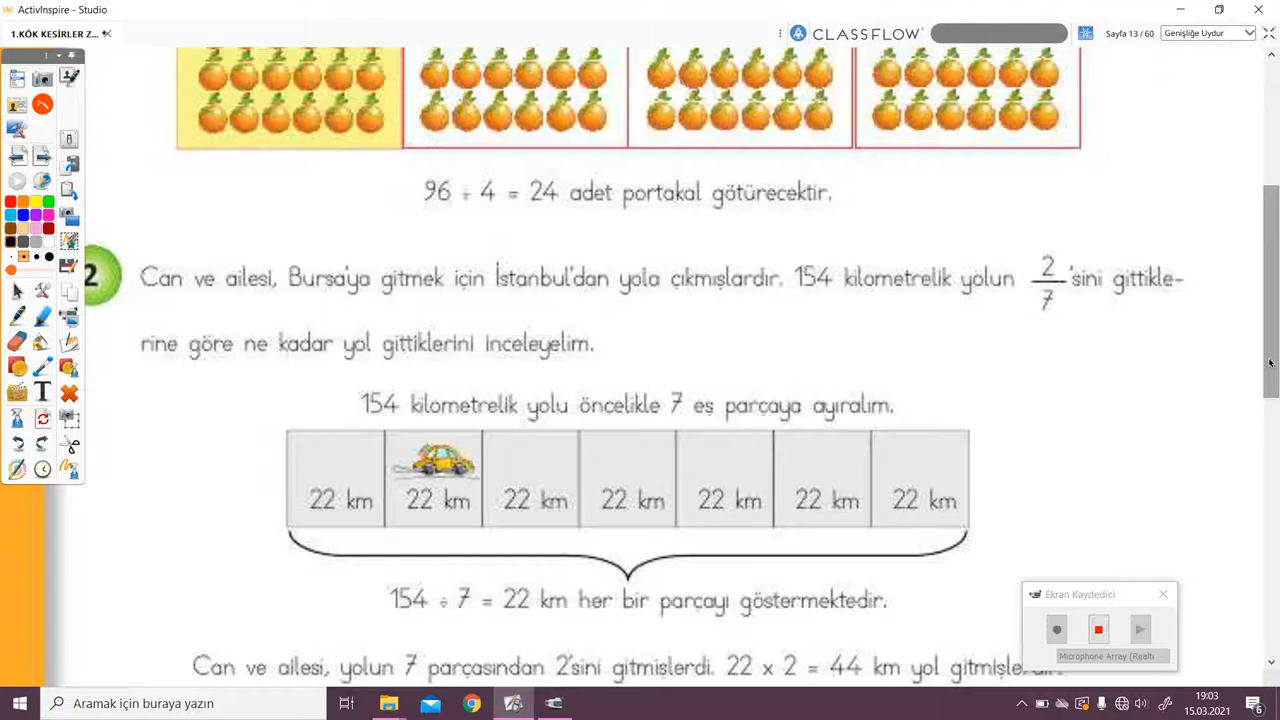 ActivInspire - Studio
1.KÖK KESİRLER Z...
CLASSFLOW
Sayfa 13 / 60
Genişliğe Uydur
96 ÷ 4 = 24 adet portakal götürecektir.
2 Can ve ailesi, Bursa'ya gitmek için İstanbul'dan yola çıkmışlardır. 154 kilometrelik yolun 2/7 'sini gittikle-
rine göre ne kadar yol gittiklerini inceleyelim.
154 kilometrelik yolu öncelikle 7 eş parçaya ayıralım.
22 km 22 km 22 km 22 km 22 km 22 km 22 km
154 ÷ 7 = 22 km her bir parçayı göstermektedir.
Ekran Kaydedici
Microphone Array (Realt
Can ve ailesi, yolun 7 parçasından 2'sini gitmişlerdi. 22 x 2 = 44 km yol gitmişle
Aramak için buraya yazın
19:03
15.03.2021
6